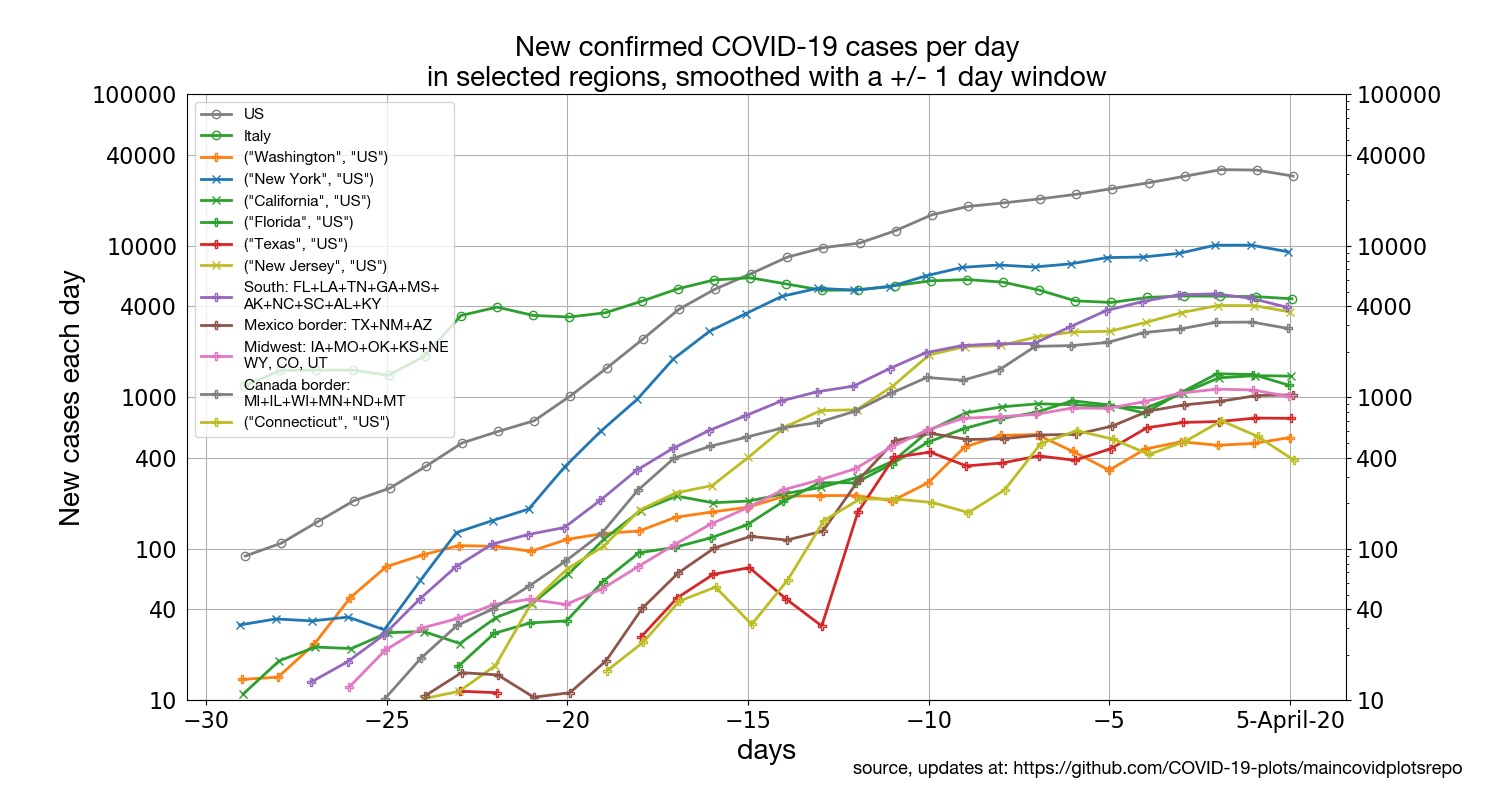 New confirmed COVID-19 cases per day
in selected regions, smoothed with a +/- 1 day window
100000
40000
10000
4000
1000
400
100
40
10
New cases each day
US
Italy
("Washington", "US")
("New York", "US")
("California", "US")
("Florida", "US")
("Texas", "US")
("New Jersey", "US")
South: FL+LA+TN+GA+MS+
AK+NC+SC+AL+KY
Mexico border: TX+NM+AZ
Midwest: IA+MO+OK+KS+NE
WY, CO, UT
Canada border:
MI+IL+WI+MN+ND+MT
("Connecticut", "US")
100000
40000
10000
4000
1000
400
100
40
10
−30 −25 −20 −15 −10 −5 5-April-20
days
source, updates at: https://github.com/COVID-19-plots/maincovidplotsrepo